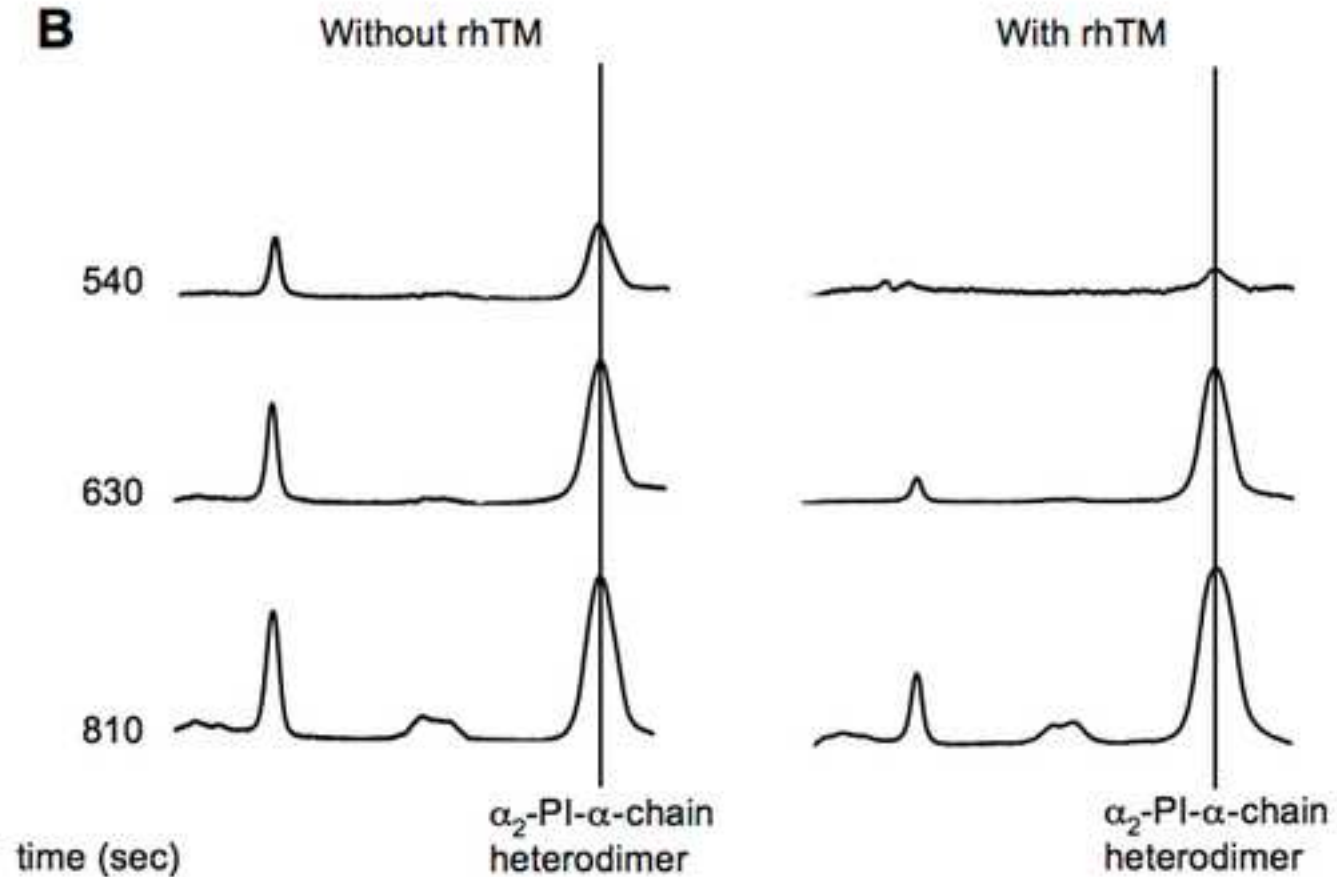 B
Without rhTM
With rhTM
540
630
810
α₂-PI-α-chain
heterodimer
α₂-PI-α-chain
heterodimer
time (sec)